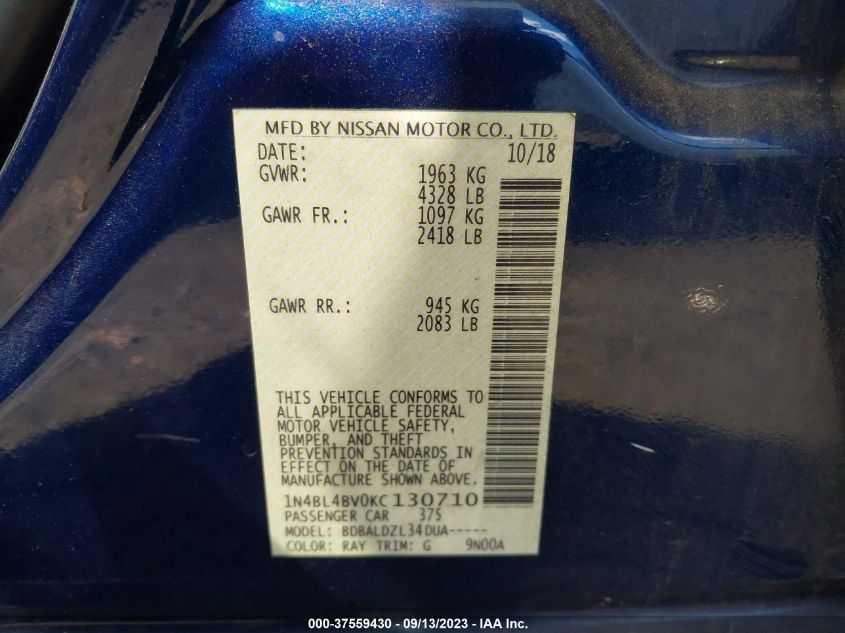 MFD BY NISSAN MOTOR CO., LTD.
DATE: 10/18
GVWR: 1963 KG
4328 LB
GAWR FR.: 1097 KG
2418 LB
GAWR RR.: 945 KG
2083 LB
THIS VEHICLE CONFORMS TO
ALL APPLICABLE FEDERAL
MOTOR VEHICLE SAFETY,
BUMPER, AND THEFT
PREVENTION STANDARDS IN
EFFECT ON THE DATE OF
MANUFACTURE SHOWN ABOVE.
1N4BL4BV0KC130710
PASSENGER CAR 375
MODEL: BDBALDZL34DUA-----
COLOR: RAY TRIM: G 9N00A
000-37559430 - 09/13/2023 - IAA Inc.